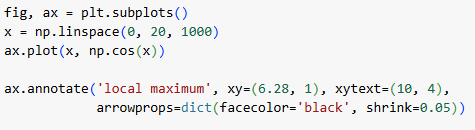 fig, ax = plt.subplots()
x = np.linspace(0, 20, 1000)
ax.plot(x, np.cos(x))
ax.annotate('local maximum', xy=(6.28, 1), xytext=(10, 4),
            arrowprops=dict(facecolor='black', shrink=0.05))